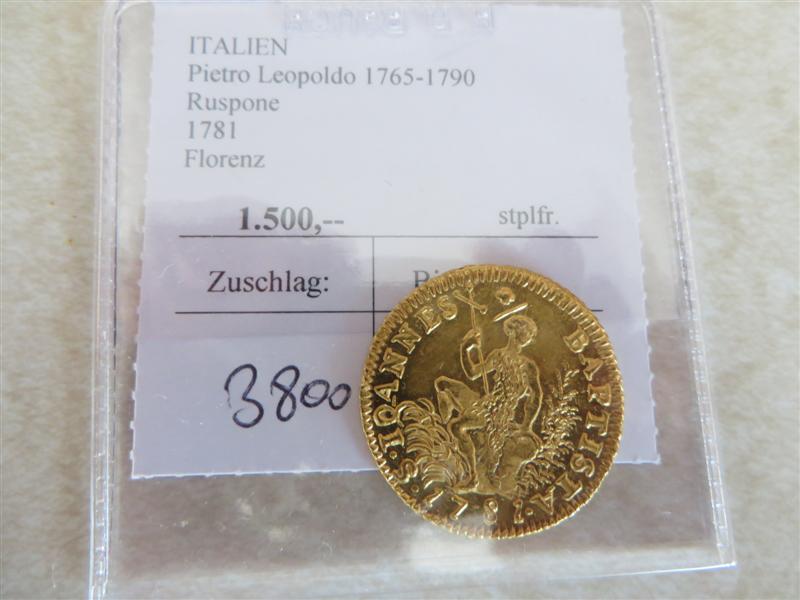 ITALIEN
Pietro Leopoldo 1765-1790
Ruspone
1781
Florenz
1.500,-- stplfr.
Zuschlag:
3800
·S·IOANNES BAPTISTA·